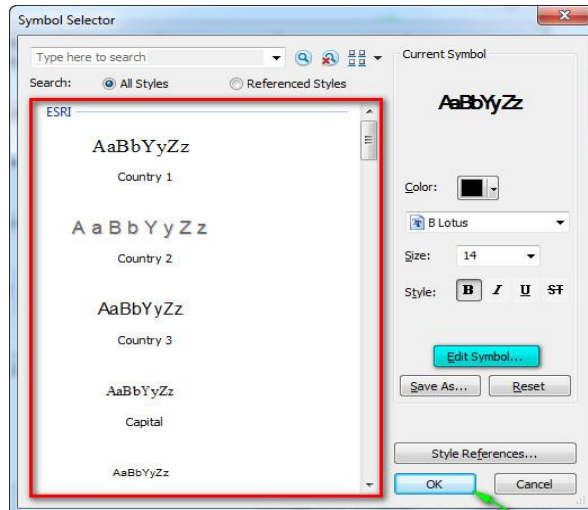 Symbol Selector
Type here to search
Search: All Styles Referenced Styles
ESRI
AaBbYyZz
Country 1
AaBbYyZz
Country 2
AaBbYyZz
Country 3
AaBbYyZz
Capital
AaBbYyZz
Current Symbol
AaBbYyZz
Color:
B Lotus
Size: 14
Style: B I U ST
Edit Symbol...
Save As... Reset
Style References...
OK Cancel